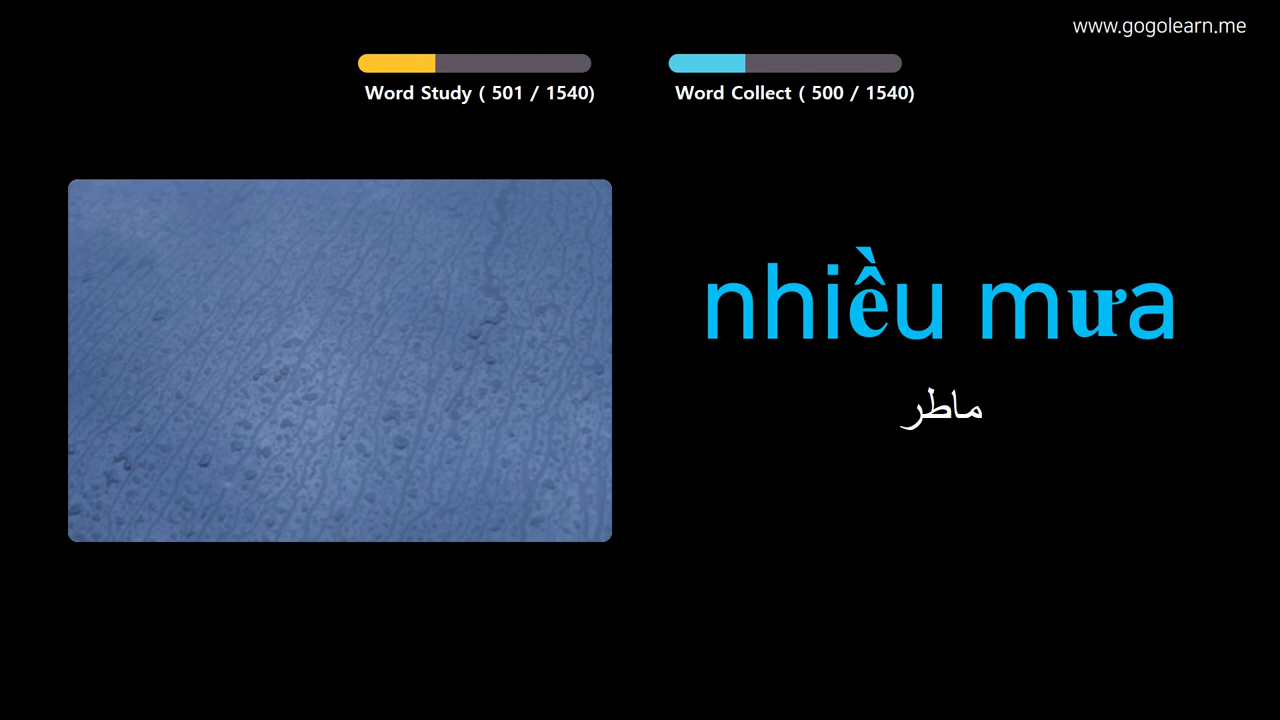 www.gogolearn.me
Word Study ( 501 / 1540)
Word Collect ( 500 / 1540)
nhiều mưa
ماطر